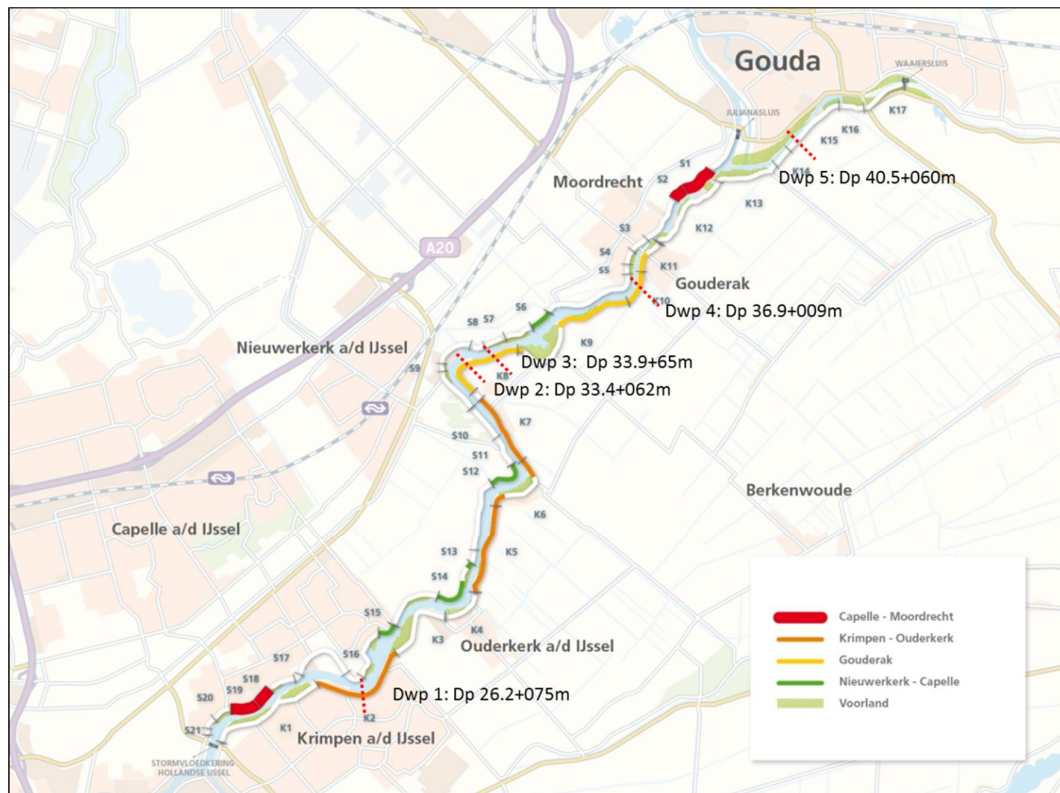 Gouda
WAAIERSLUIS
JULIANASLUIS
K17
K16
K15
K14
Dwp 5: Dp 40.5+060m
S1
S2
Moordrecht
K13
K12
S3
S4
S5
K11
Gouderak
K10
Dwp 4: Dp 36.9+009m
A20
S6
S7
S8
K9
Nieuwerkerk a/d IJssel
S9
Dwp 3: Dp 33.9+65m
K8
Dwp 2: Dp 33.4+062m
K7
S10
S11
S12
K6
Berkenwoude
Capelle a/d IJssel
S13
K5
S14
S15
K3
K4
Ouderkerk a/d IJssel
S16
S17
S18
S19
S20
S21
Dwp 1: Dp 26.2+075m
K2
K1
Krimpen a/d IJssel
STORMVLOEDKERING
HOLLANDSE IJSSEL
Capelle - Moordrecht
Krimpen - Ouderkerk
Gouderak
Nieuwerkerk - Capelle
Voorland